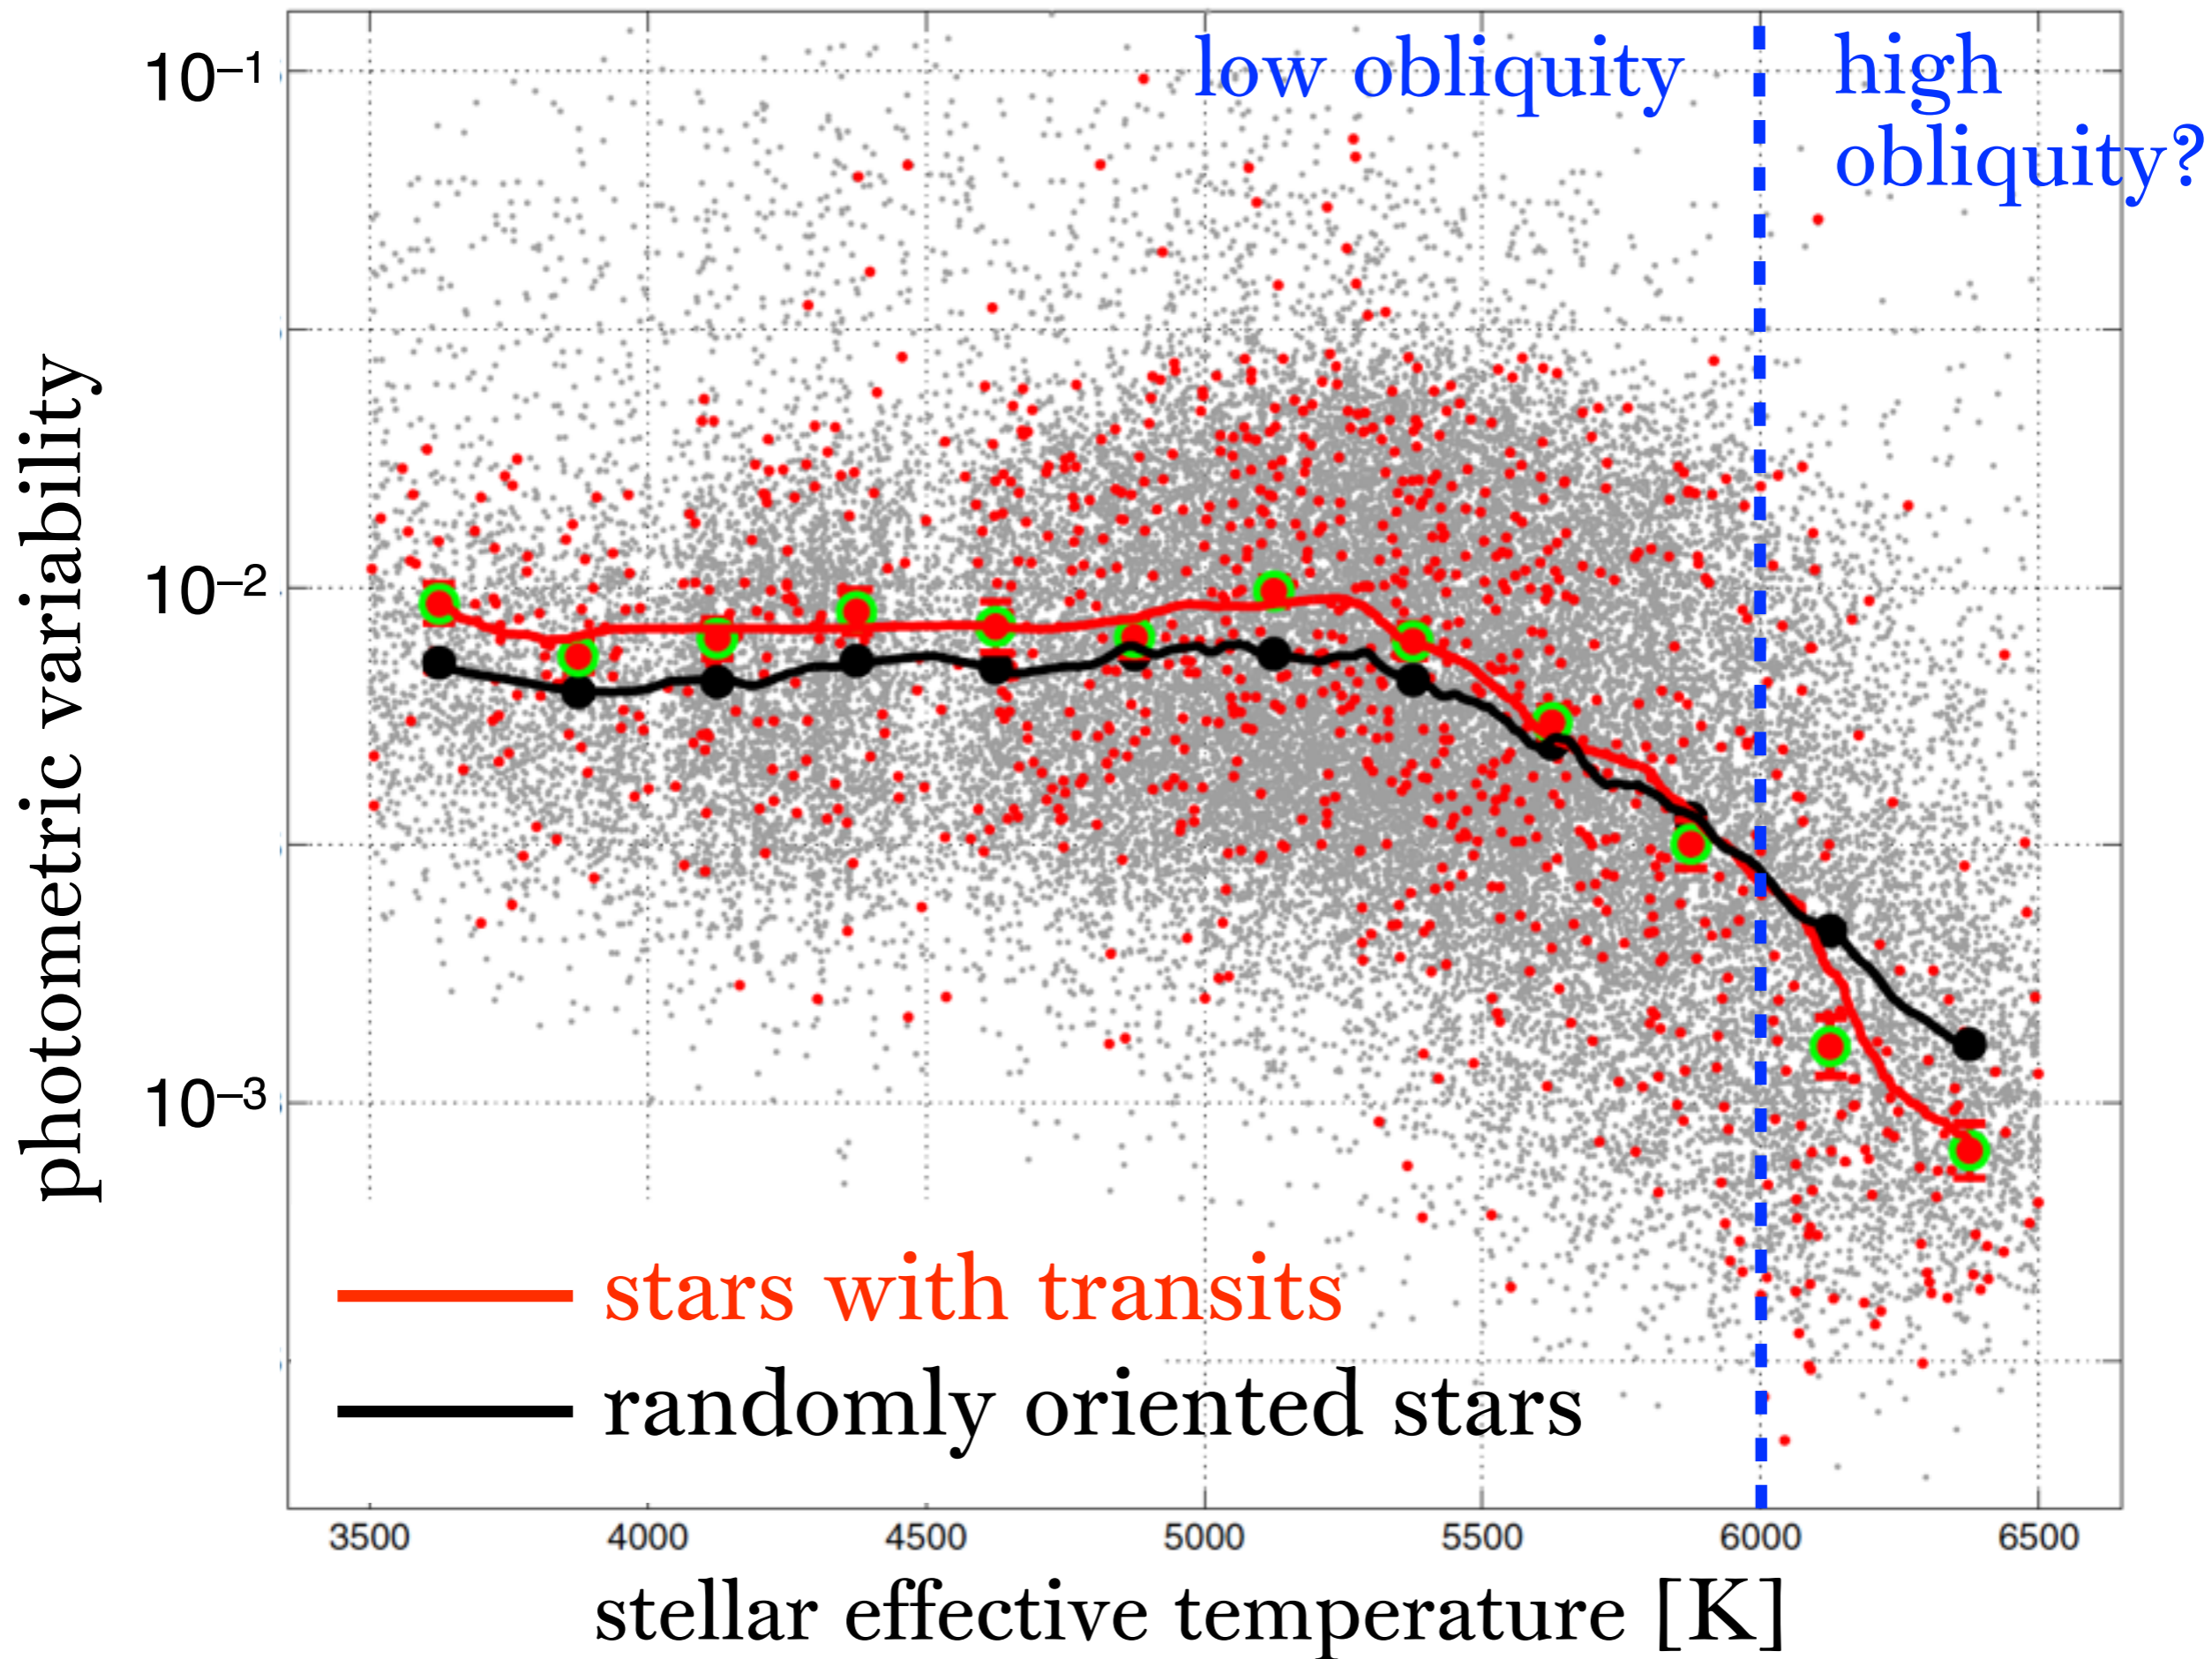 low obliquity
high
obliquity?
10⁻¹
10⁻²
10⁻³
photometric variability
stars with transits
randomly oriented stars
3500 4000 4500 5000 5500 6000 6500
stellar effective temperature [K]